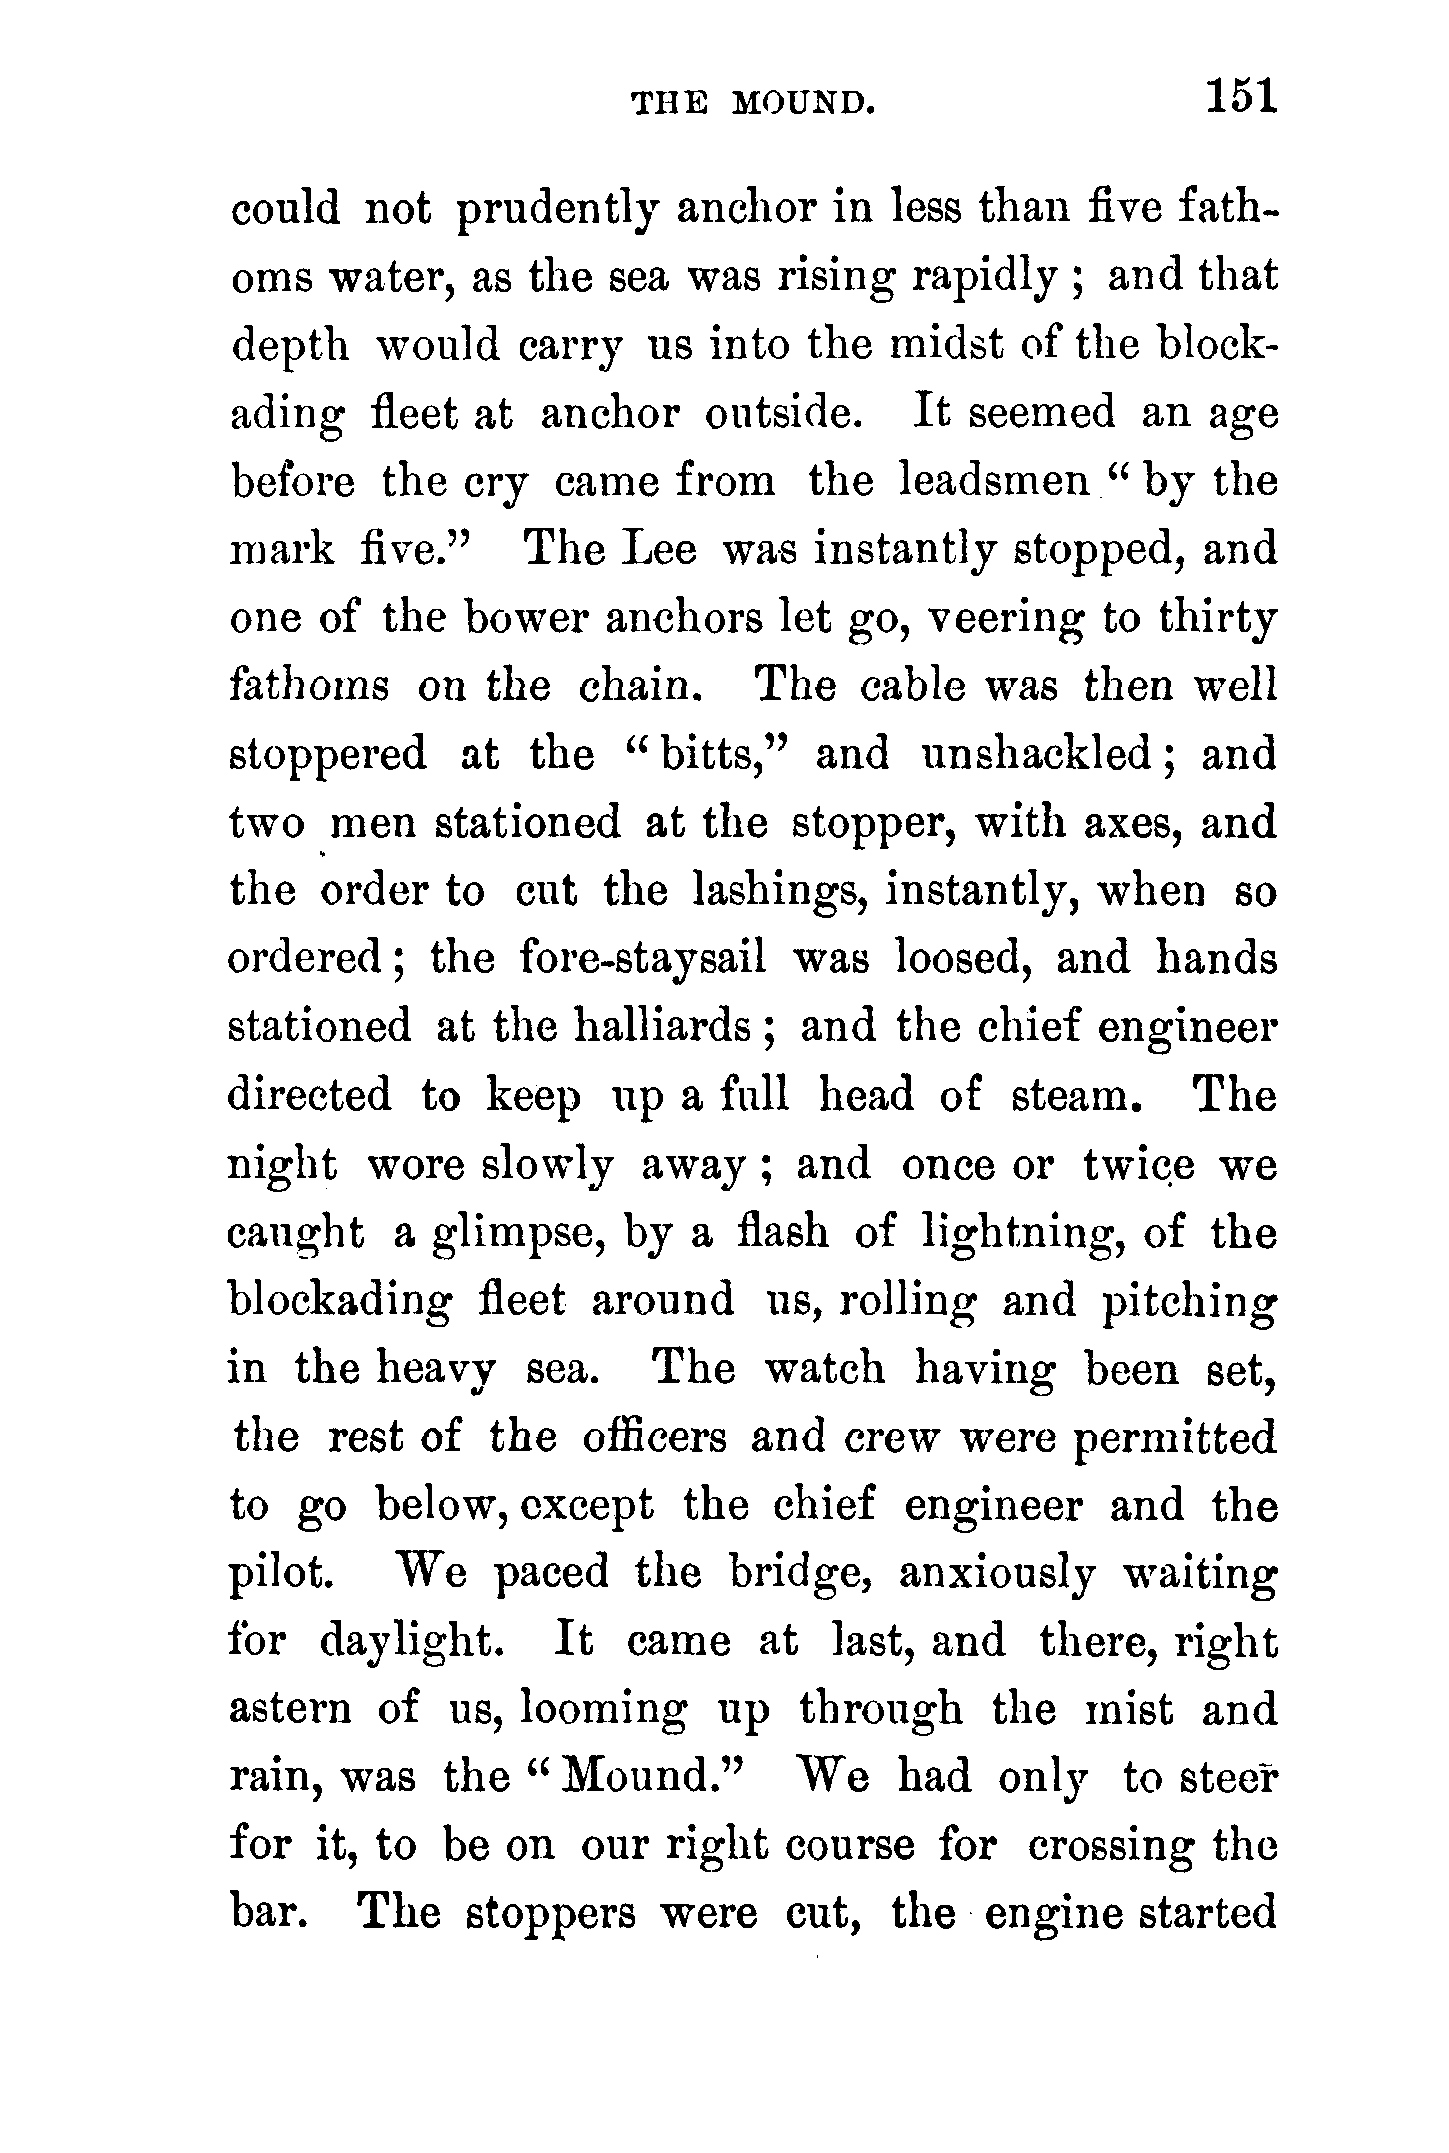 THE MOUND. 151
could not prudently anchor in less than five fath-
oms water, as the sea was rising rapidly ; and that
depth would carry us into the midst of the block-
ading fleet at anchor outside. It seemed an age
before the cry came from the leadsmen “ by the
mark five.” The Lee was instantly stopped, and
one of the bower anchors let go, veering to thirty
fathoms on the chain. The cable was then well
stoppered at the “ bitts,” and unshackled ; and
two men stationed at the stopper, with axes, and
the order to cut the lashings, instantly, when so
ordered ; the fore-staysail was loosed, and hands
stationed at the halliards ; and the chief engineer
directed to keep up a full head of steam. The
night wore slowly away ; and once or twice we
caught a glimpse, by a flash of lightning, of the
blockading fleet around us, rolling and pitching
in the heavy sea. The watch having been set,
the rest of the officers and crew were permitted
to go below, except the chief engineer and the
pilot. We paced the bridge, anxiously waiting
for daylight. It came at last, and there, right
astern of us, looming up through the mist and
rain, was the “ Mound.” We had only to steer
for it, to be on our right course for crossing the
bar. The stoppers were cut, the engine started